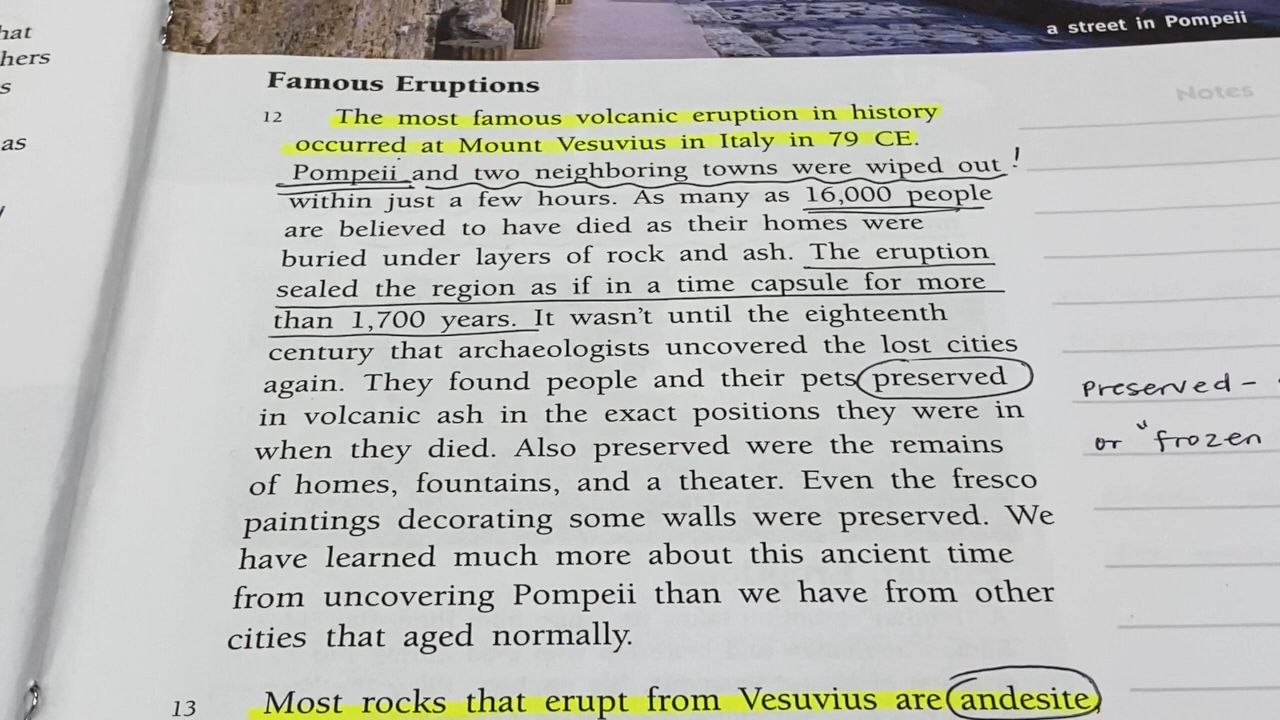 a street in Pompeii
hat
hers
s
as
Famous Eruptions
Notes
12 The most famous volcanic eruption in history
occurred at Mount Vesuvius in Italy in 79 CE.
Pompeii and two neighboring towns were wiped out !
within just a few hours. As many as 16,000 people
are believed to have died as their homes were
buried under layers of rock and ash. The eruption
sealed the region as if in a time capsule for more
than 1,700 years. It wasn't until the eighteenth
century that archaeologists uncovered the lost cities
again. They found people and their pets preserved
in volcanic ash in the exact positions they were in
when they died. Also preserved were the remains
of homes, fountains, and a theater. Even the fresco
paintings decorating some walls were preserved. We
have learned much more about this ancient time
from uncovering Pompeii than we have from other
cities that aged normally.
Preserved –
or "frozen
13 Most rocks that erupt from Vesuvius are andesite,